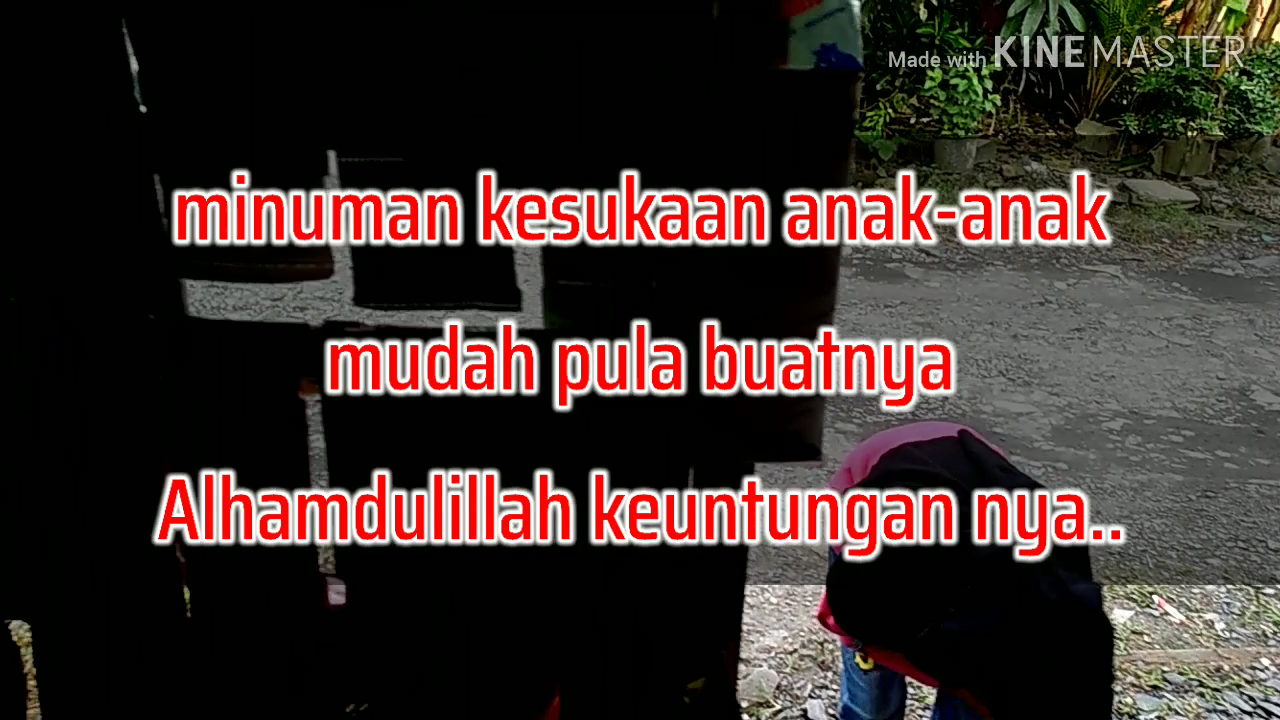 Made with KINEMASTER
minuman kesukaan anak-anak
mudah pula buatnya
Alhamdulillah keuntungan nya..